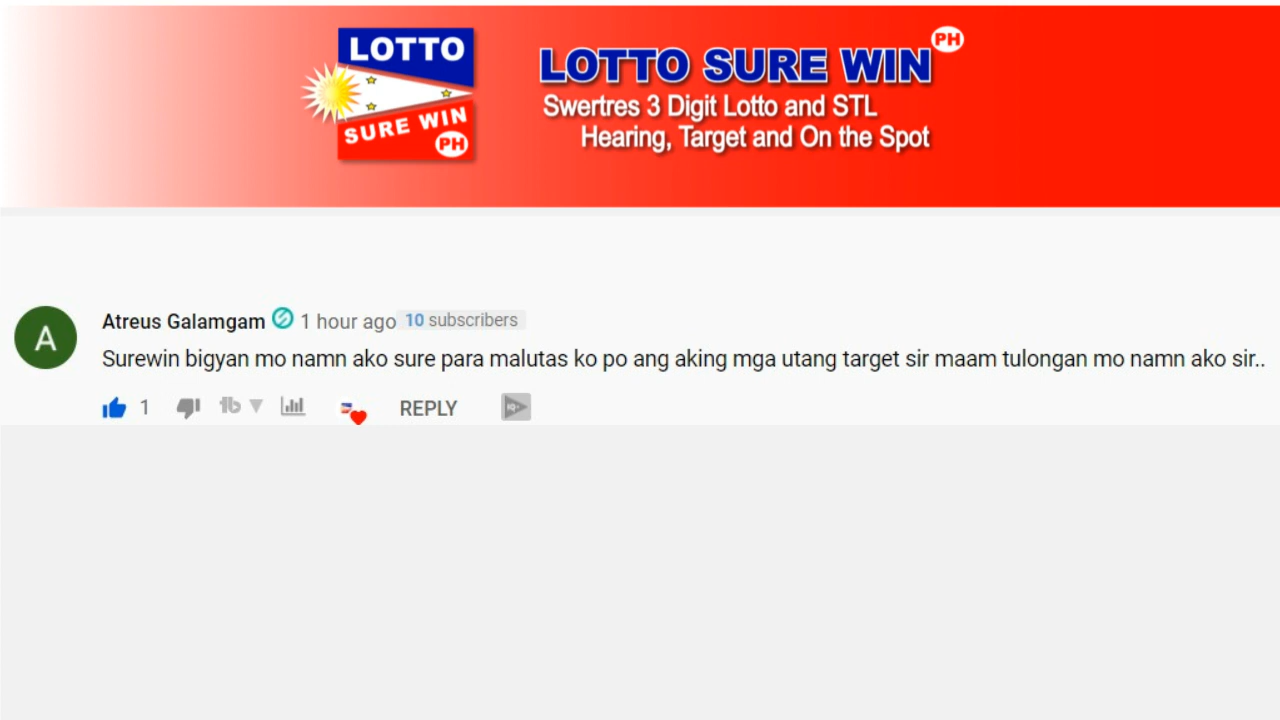 LOTTO
SURE WIN
PH
LOTTO SURE WIN PH
Swertres 3 Digit Lotto and STL
Hearing, Target and On the Spot
A
Atreus Galamgam 1 hour ago 10 subscribers
Surewin bigyan mo namn ako sure para malutas ko po ang aking mga utang target sir maam tulongan mo namn ako sir..
1 REPLY